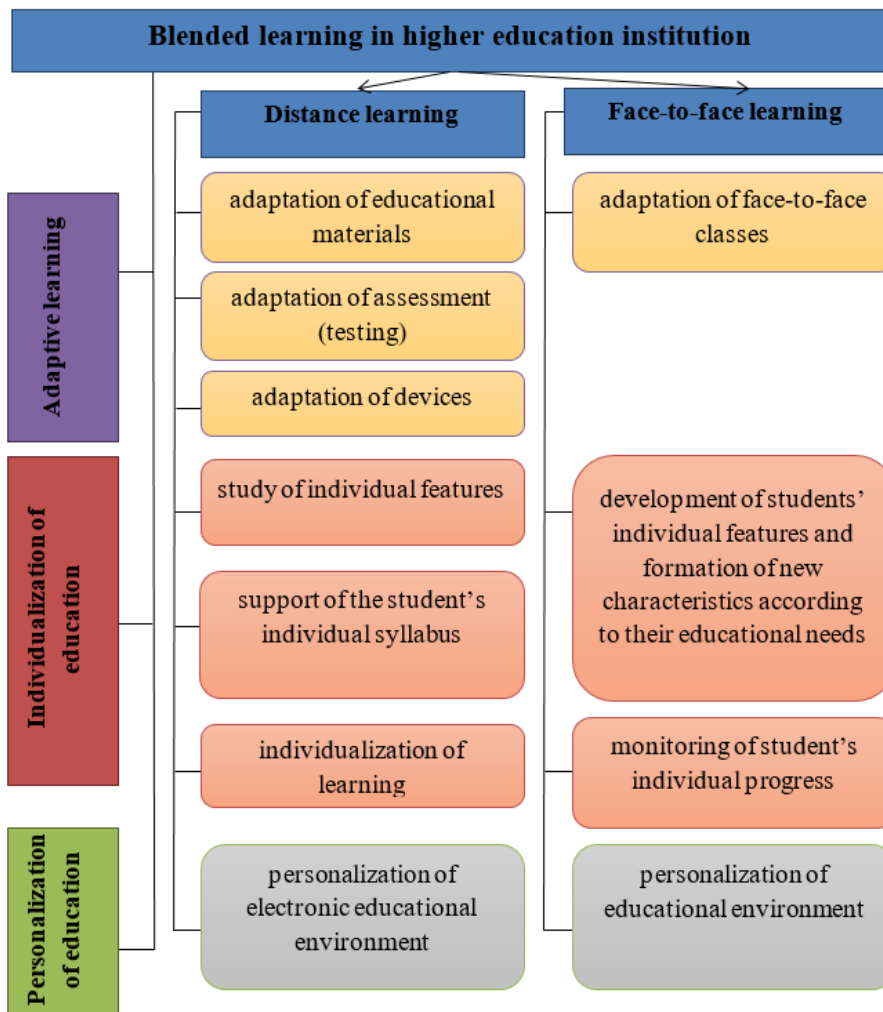 Blended learning in higher education institution
Distance learning
Face-to-face learning
Adaptive learning
adaptation of educational
materials
adaptation of face-to-face
classes
adaptation of assessment
(testing)
adaptation of devices
Individualization of
education
study of individual features
development of students’
individual features and
formation of new
characteristics according
to their educational needs
support of the student’s
individual syllabus
individualization of
learning
monitoring of student’s
individual progress
Personalization
of education
personalization of
electronic educational
environment
personalization of
educational environment